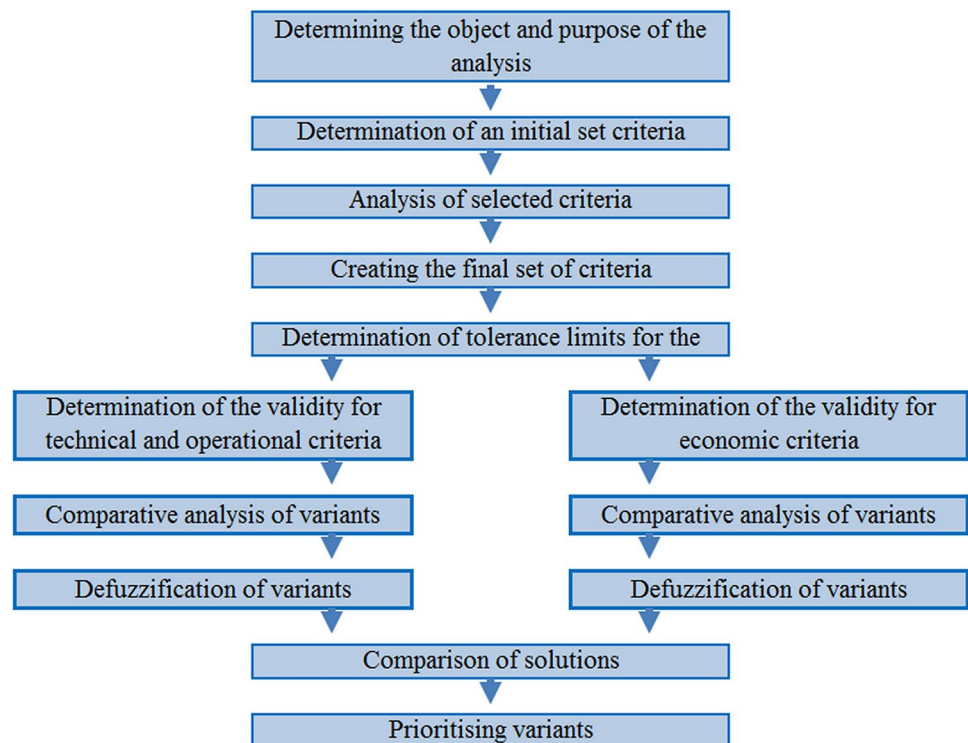 Determining the object and purpose of the
analysis
Determination of an initial set criteria
Analysis of selected criteria
Creating the final set of criteria
Determination of tolerance limits for the
Determination of the validity for
technical and operational criteria
Determination of the validity for
economic criteria
Comparative analysis of variants
Comparative analysis of variants
Defuzzification of variants
Defuzzification of variants
Comparison of solutions
Prioritising variants